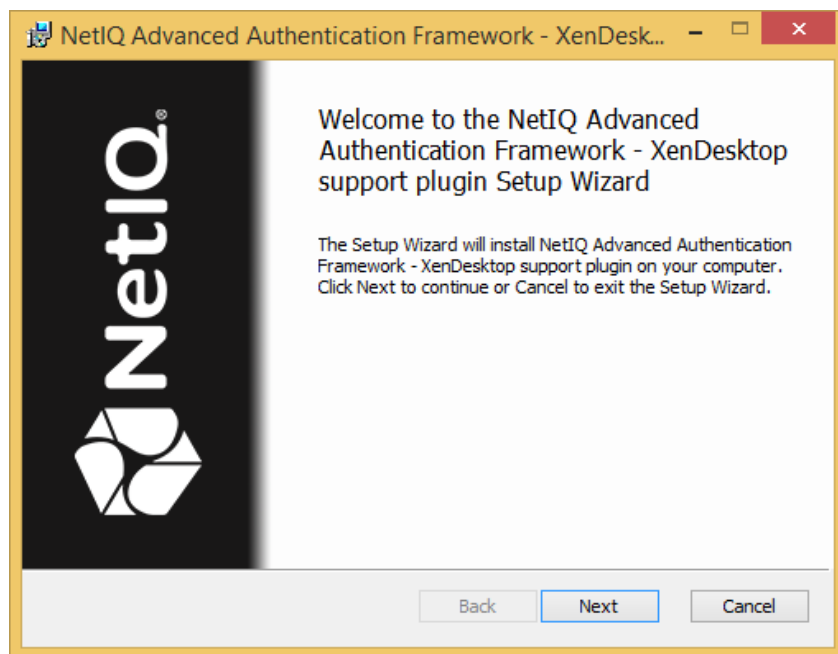 NetIQ Advanced Authentication Framework - XenDesk...
NetIQ®
Welcome to the NetIQ Advanced
Authentication Framework - XenDesktop
support plugin Setup Wizard
The Setup Wizard will install NetIQ Advanced Authentication
Framework - XenDesktop support plugin on your computer.
Click Next to continue or Cancel to exit the Setup Wizard.
Back Next Cancel